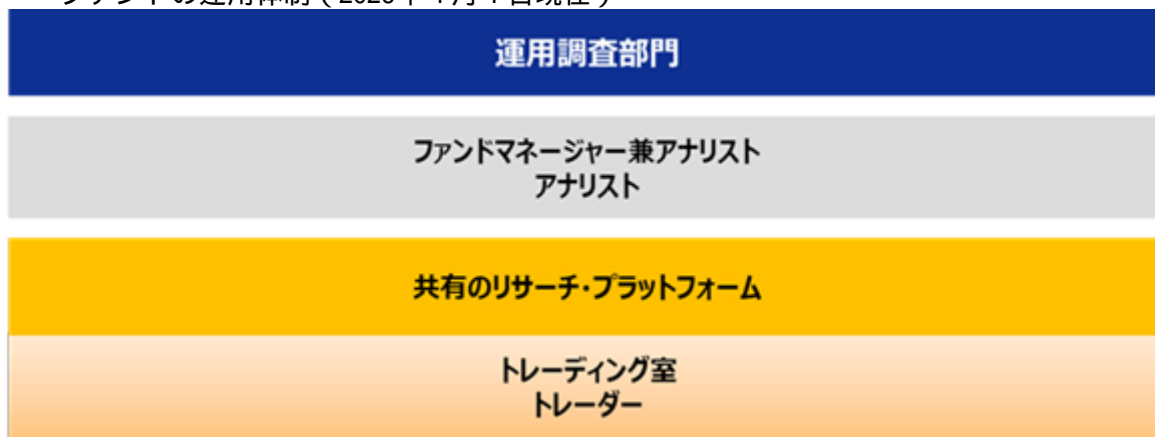 運用調査部門
ファンドマネージャー兼アナリスト
アナリスト
共有のリサーチ・プラットフォーム
トレーディング室
トレーダー